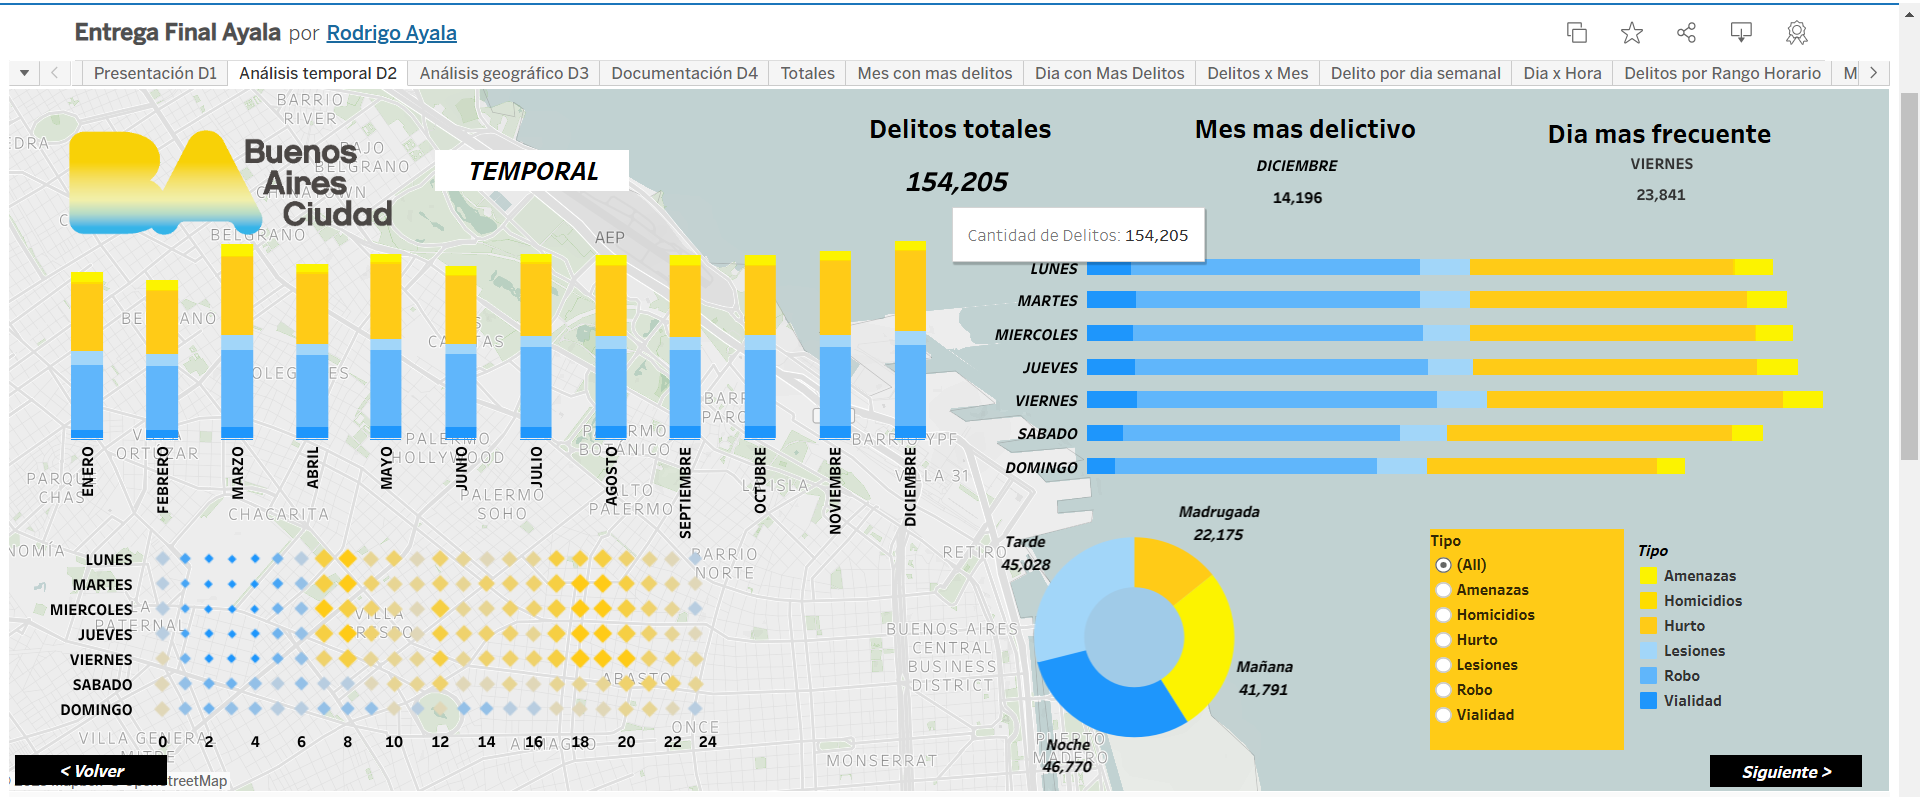 Entrega Final Ayala por Rodrigo Ayala
Presentación D1
Análisis temporal D2
Análisis geográfico D3
Documentación D4
Totales
Mes con mas delitos
Dia con Mas Delitos
Delitos x Mes
Delito por dia semanal
Dia x Hora
Delitos por Rango Horario
M
Buenos
Aires
Ciudad
TEMPORAL
Delitos totales
154,205
Mes mas delictivo
DICIEMBRE
14,196
Dia mas frecuente
VIERNES
23,841
Cantidad de Delitos: 154,205
BARRIO
RIVER
BELGRANO
CHINATOWN
BELGRANO
AEP
ENERO
FEBRERO
MARZO
ABRIL
MAYO
JUNIO
JULIO
AGOSTO
SEPTIEMBRE
OCTUBRE
NOVIEMBRE
DICIEMBRE
LUNES
MARTES
MIERCOLES
JUEVES
VIERNES
SABADO
DOMINGO
PALERMO
HOLLYWOOD
PALERMO
BOTÁNICO
BARRIO YPF
VILLA 31
PALERMO
SOHO
ALTO
PALERMO
CHACARITA
LUNES
MARTES
MIERCOLES
JUEVES
VIERNES
SABADO
DOMINGO
0 2 4 6 8 10 12 14 16 18 20 22 24
BARRIO
NORTE
RETIRO
BUENOS AIRES
CENTRAL
BUSINESS
DISTRICT
ABASTO
ONCE
ALMAGRO
MONSERRAT
PUERTO
MADERO
Madrugada
22,175
Tarde
45,028
Mañana
41,791
Noche
46,770
Tipo
(All)
Amenazas
Homicidios
Hurto
Lesiones
Robo
Vialidad
Tipo
Amenazas
Homicidios
Hurto
Lesiones
Robo
Vialidad
< Volver
Siguiente >